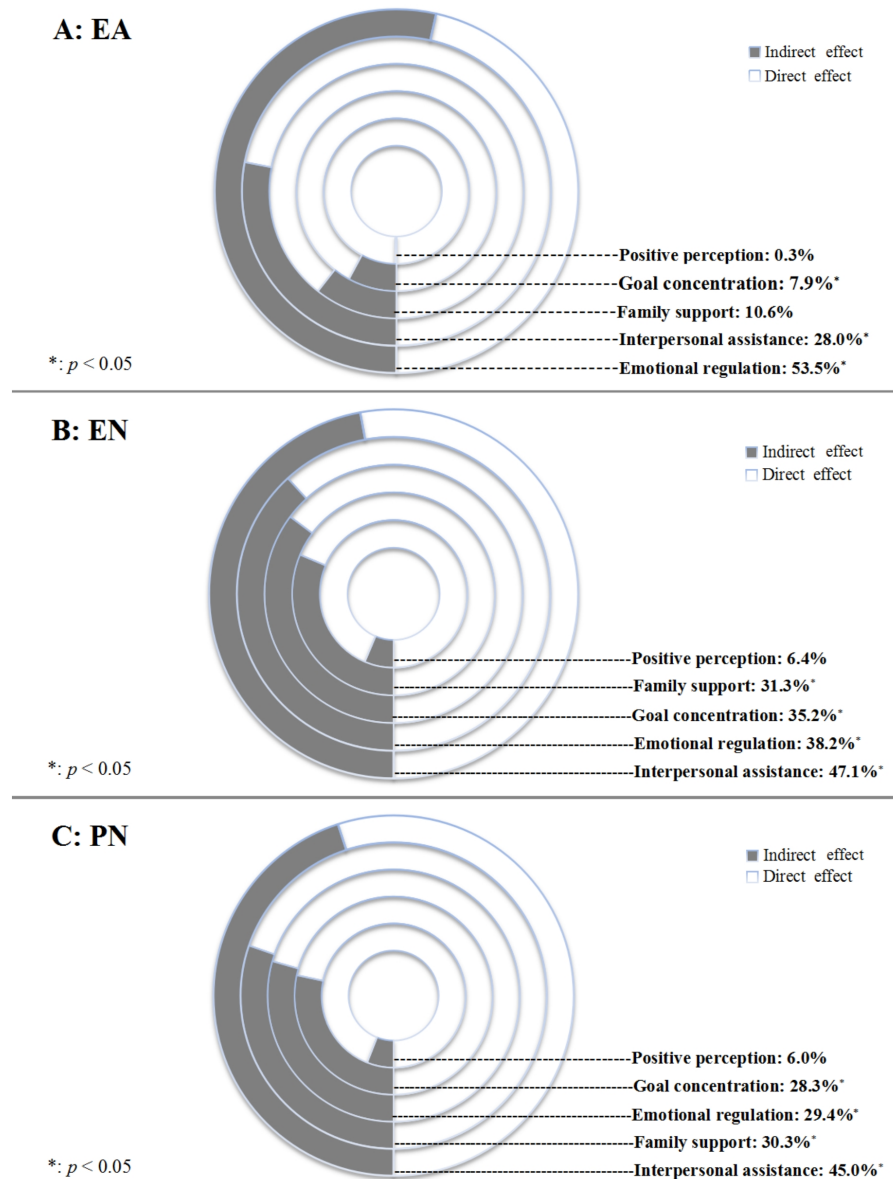 A: EA
Indirect effect
Direct effect
Positive perception: 0.3%
Goal concentration: 7.9%*
Family support: 10.6%
Interpersonal assistance: 28.0%*
Emotional regulation: 53.5%*
*: p < 0.05
B: EN
Indirect effect
Direct effect
Positive perception: 6.4%
Family support: 31.3%*
Goal concentration: 35.2%*
Emotional regulation: 38.2%*
Interpersonal assistance: 47.1%*
*: p < 0.05
C: PN
Indirect effect
Direct effect
Positive perception: 6.0%
Goal concentration: 28.3%*
Emotional regulation: 29.4%*
Family support: 30.3%*
Interpersonal assistance: 45.0%*
*: p < 0.05